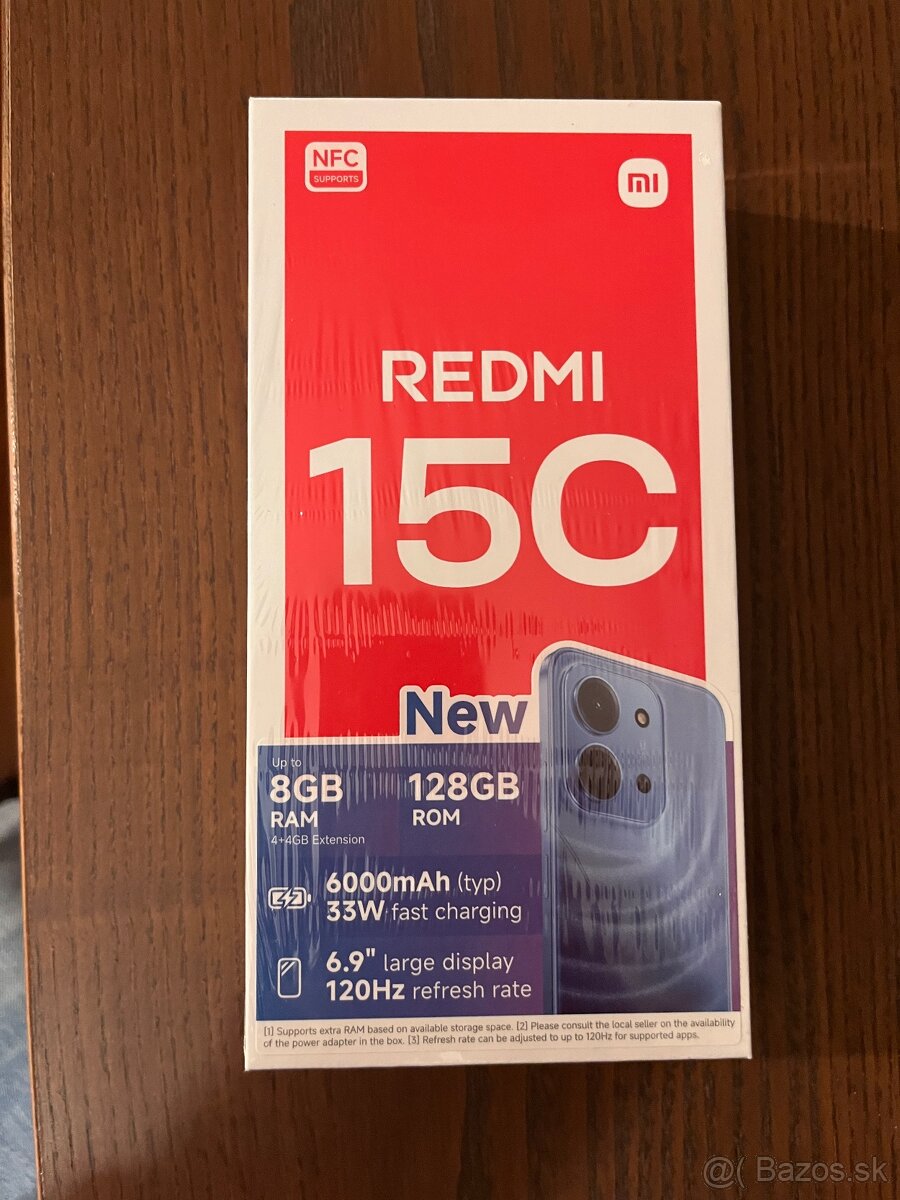 NFC
SUPPORTS
mi
REDMI
15C
New
Up to
8GB
RAM
4+4GB Extension
128GB
ROM
6000mAh (typ)
33W fast charging
6.9" large display
120Hz refresh rate
[1] Supports extra RAM based on available storage space. [2] Please consult the local seller on the availability
of the power adapter in the box. [3] Refresh rate can be adjusted to up to 120Hz for supported apps.
@( Bazos.sk